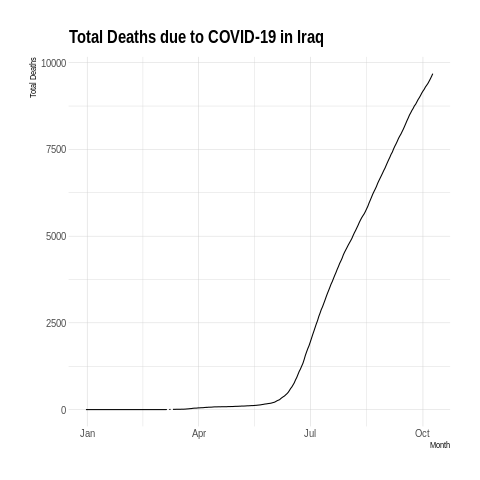 Total Deaths due to COVID-19 in Iraq
Total Deaths
10000
7500
5000
2500
0
Jan Apr Jul Oct
Month